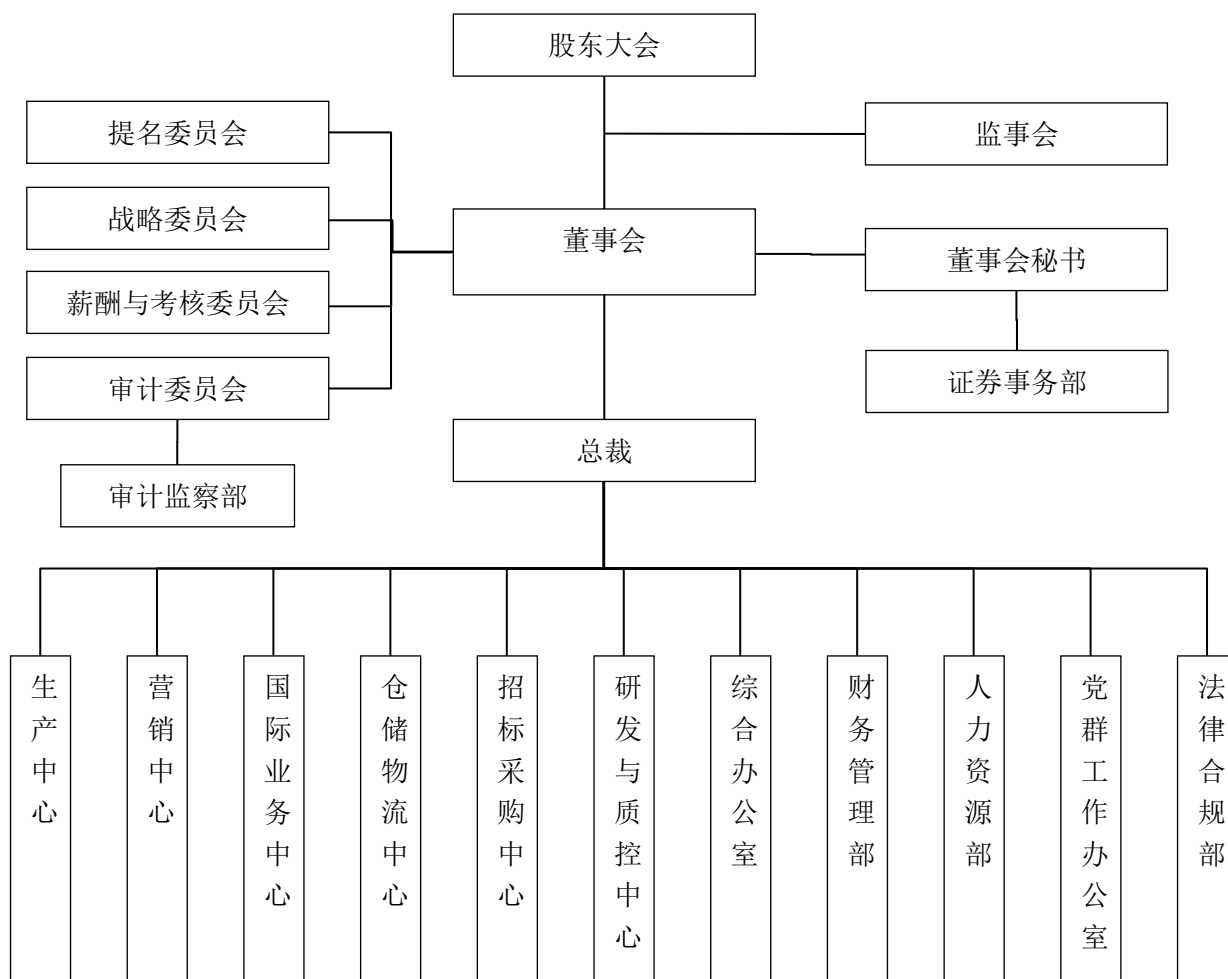 股东大会
提名委员会
监事会
战略委员会
董事会
董事会秘书
薪酬与考核委员会
审计委员会
证券事务部
总裁
审计监察部
生产中心
营销中心
国际业务中心
仓储物流中心
招标采购中心
研发与质控中心
综合办公室
财务管理部
人力资源部
党群工作办公室
法律合规部